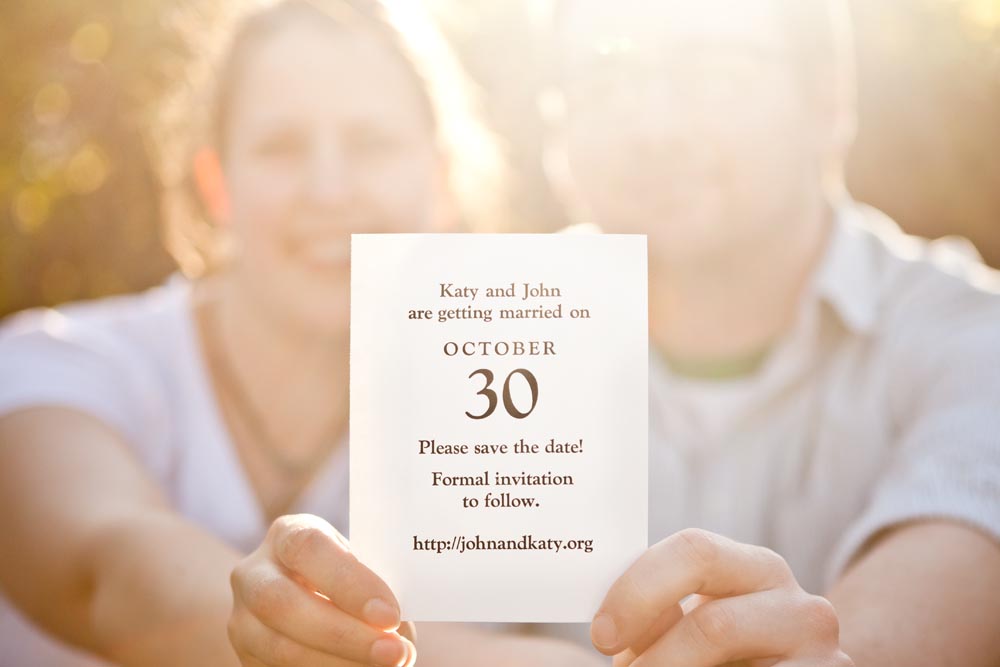 Katy and John
are getting married on
OCTOBER
30
Please save the date!
Formal invitation
to follow.
http://johnandkaty.org